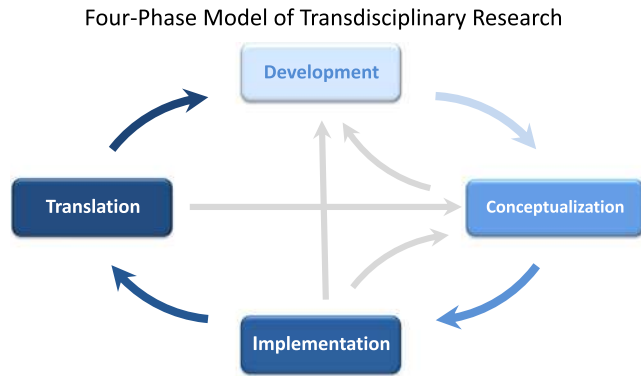 Four-Phase Model of Transdisciplinary Research
Development
Translation
Conceptualization
Implementation